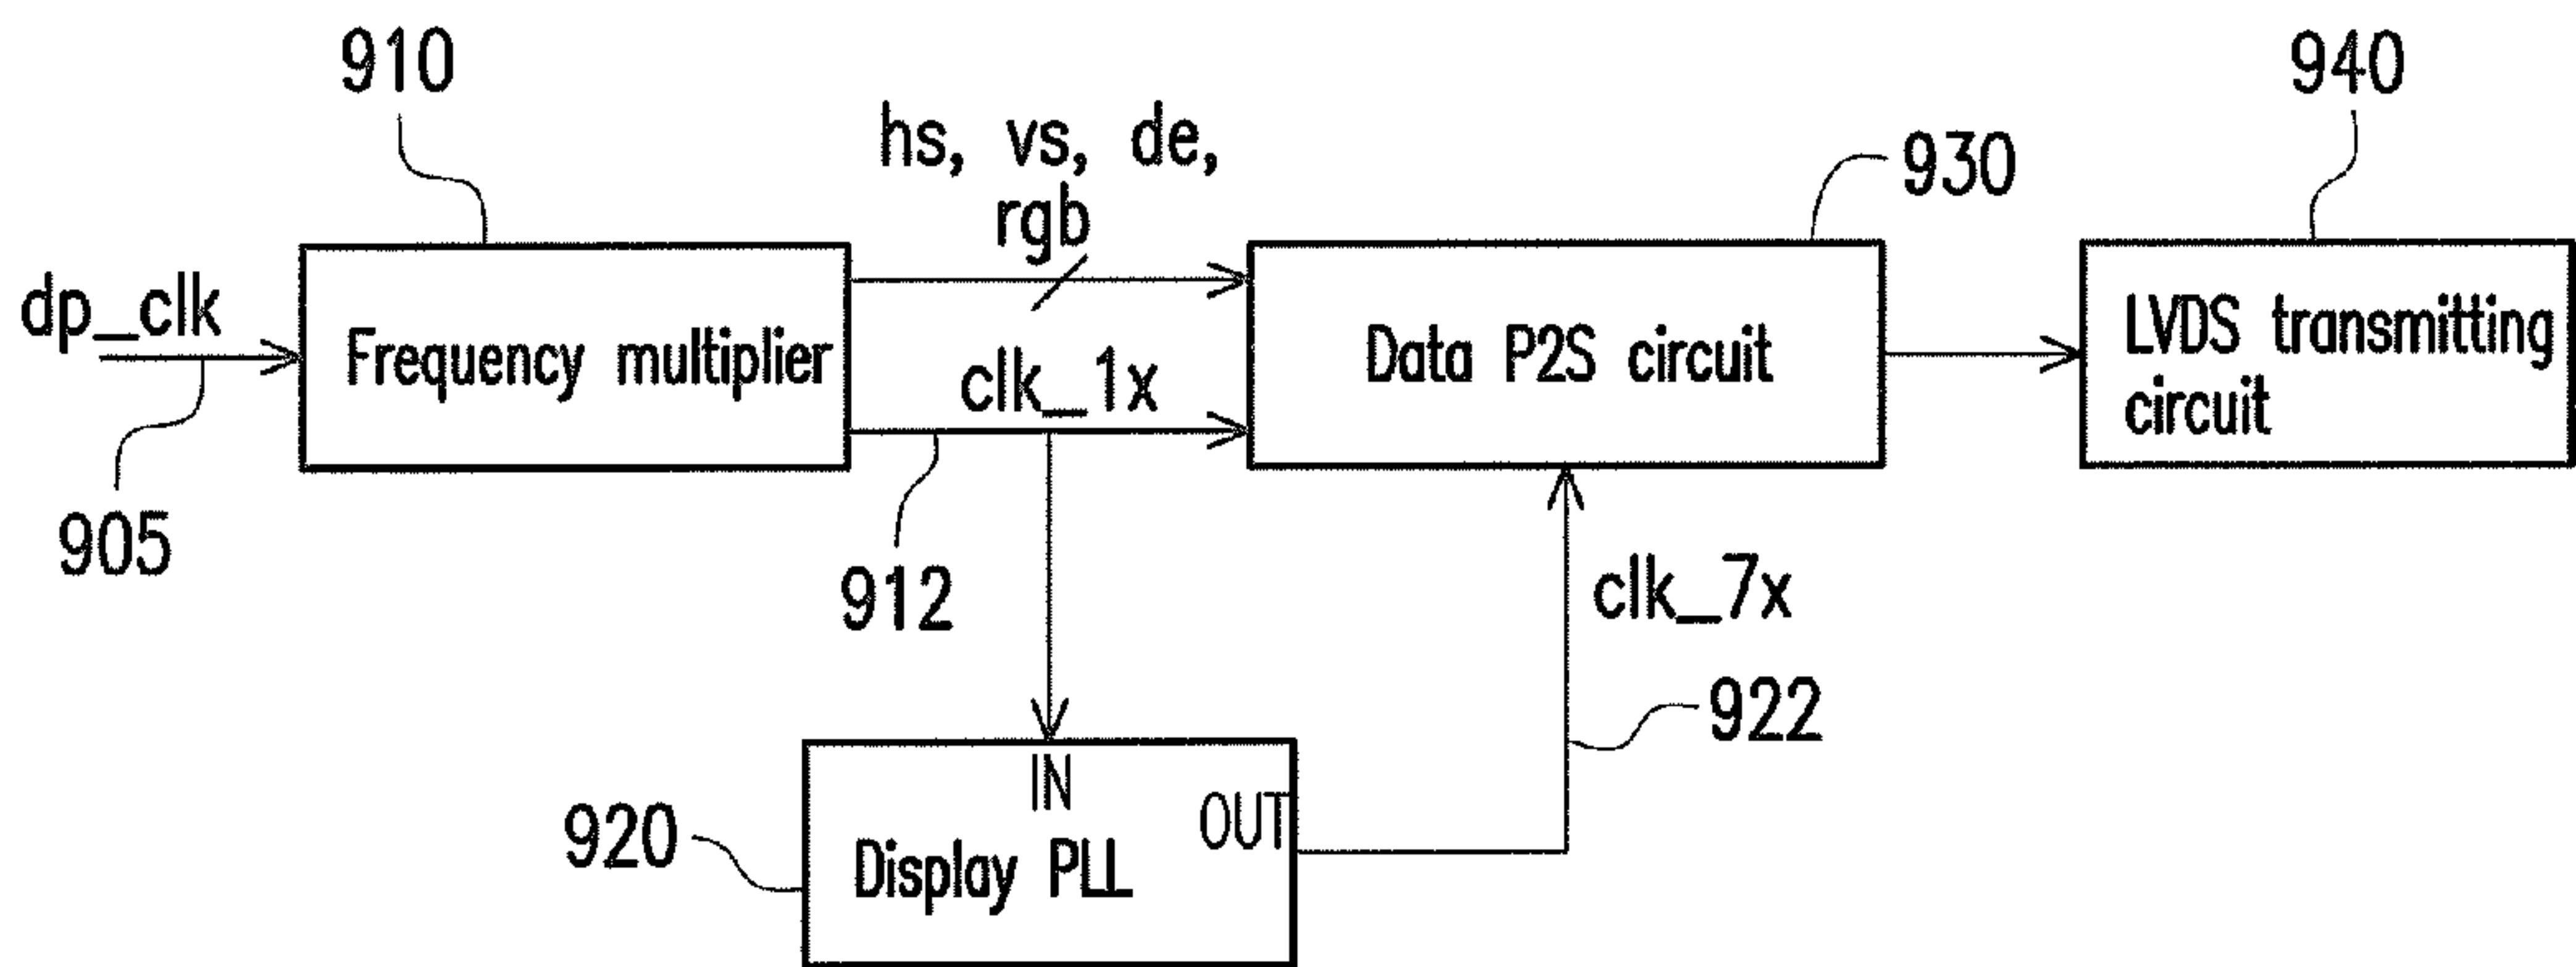 910
940
hs, vs, de,
rgb
930
dp_clk
Frequency multiplier
clk_1x
Data P2S circuit
LVDS transmitting
circuit
905
912
clk_7x
922
IN
OUT
920
Display PLL